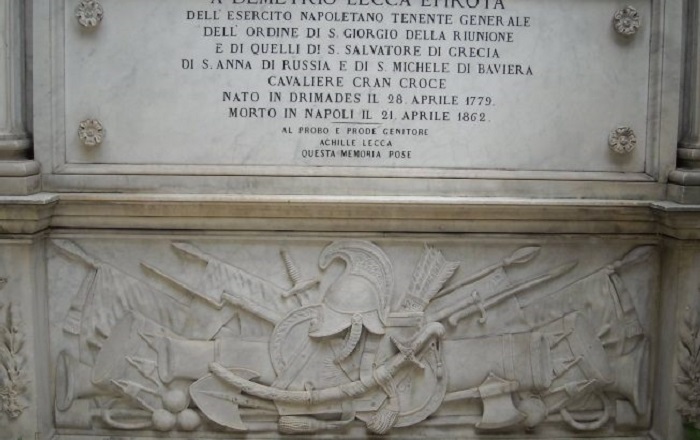 A DEMETRIO LECCA EPIROTA
DELL' ESERCITO NAPOLETANO TENENTE GENERALE
DELL' ORDINE DI S. GIORGIO DELLA RIUNIONE
E DI QUELLI DI S. SALVATORE DI GRECIA
DI S. ANNA DI RUSSIA E DI S. MICHELE DI BAVIERA
CAVALIERE CRAN CROCE
NATO IN DRIMADES IL 28. APRILE 1779.
MORTO IN NAPOLI IL 21. APRILE 1862.
AL PROBO E PRODE GENITORE
ACHILLE LECCA
QUESTA MEMORIA POSE